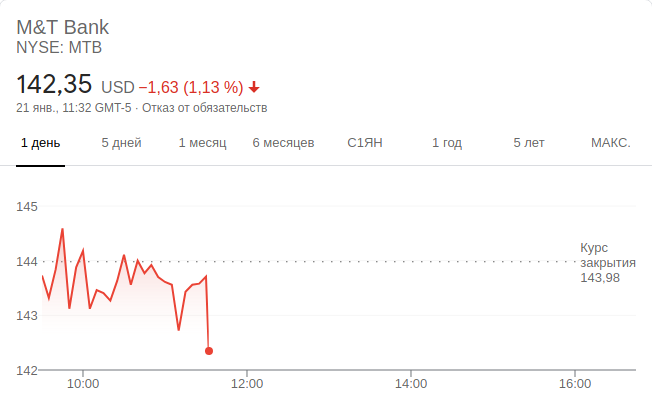 M&T Bank
NYSE: MTB
142,35 USD −1,63 (1,13 %)
21 янв., 11:32 GMT-5 · Отказ от обязательств
1 день 5 дней 1 месяц 6 месяцев С1ЯН 1 год 5 лет МАКС.
145
144
143
142
Курс
закрытия
143,98
10:00 12:00 14:00 16:00